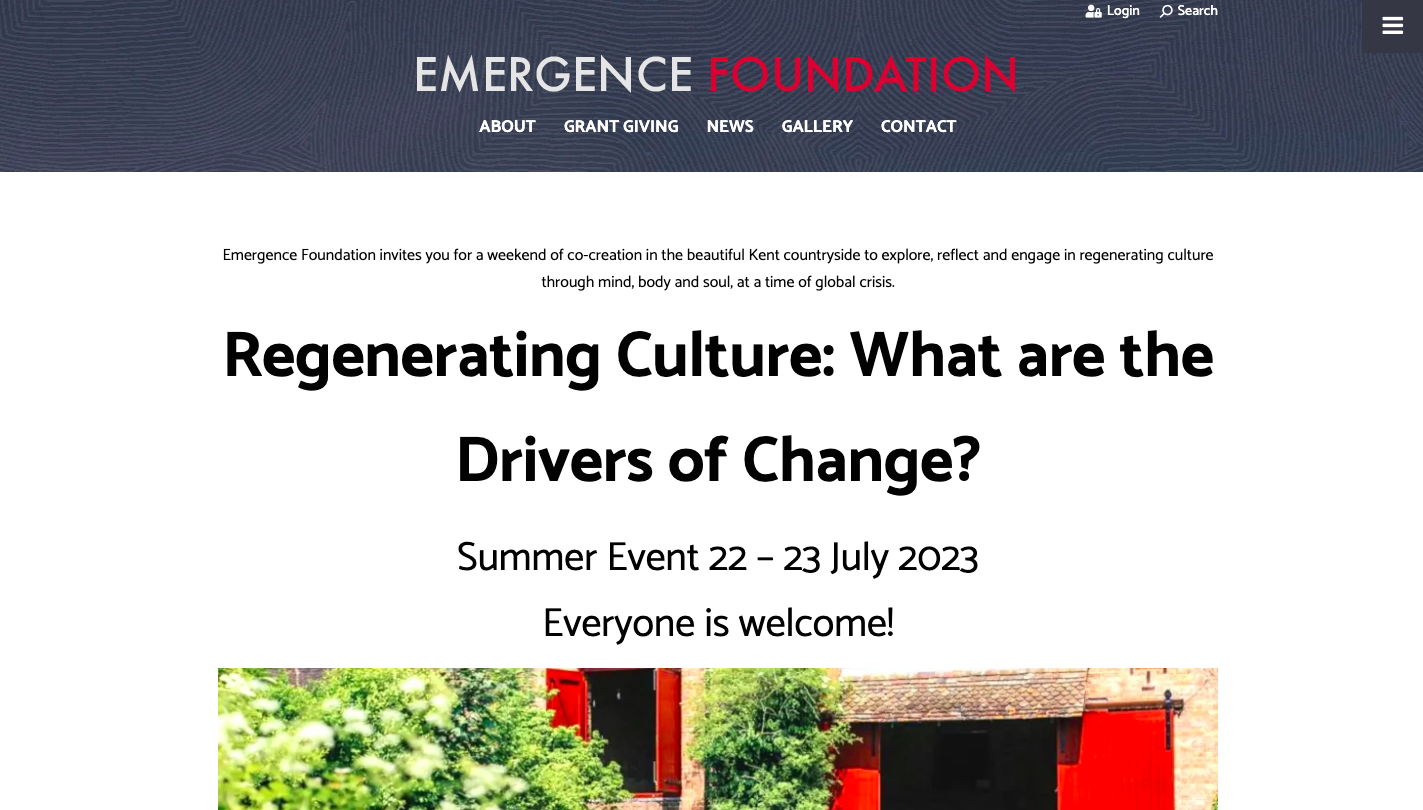 Login Search
EMERGENCE FOUNDATION
ABOUT GRANT GIVING NEWS GALLERY CONTACT
Emergence Foundation invites you for a weekend of co-creation in the beautiful Kent countryside to explore, reflect and engage in regenerating culture
through mind, body and soul, at a time of global crisis.
Regenerating Culture: What are the
Drivers of Change?
Summer Event 22 – 23 July 2023
Everyone is welcome!